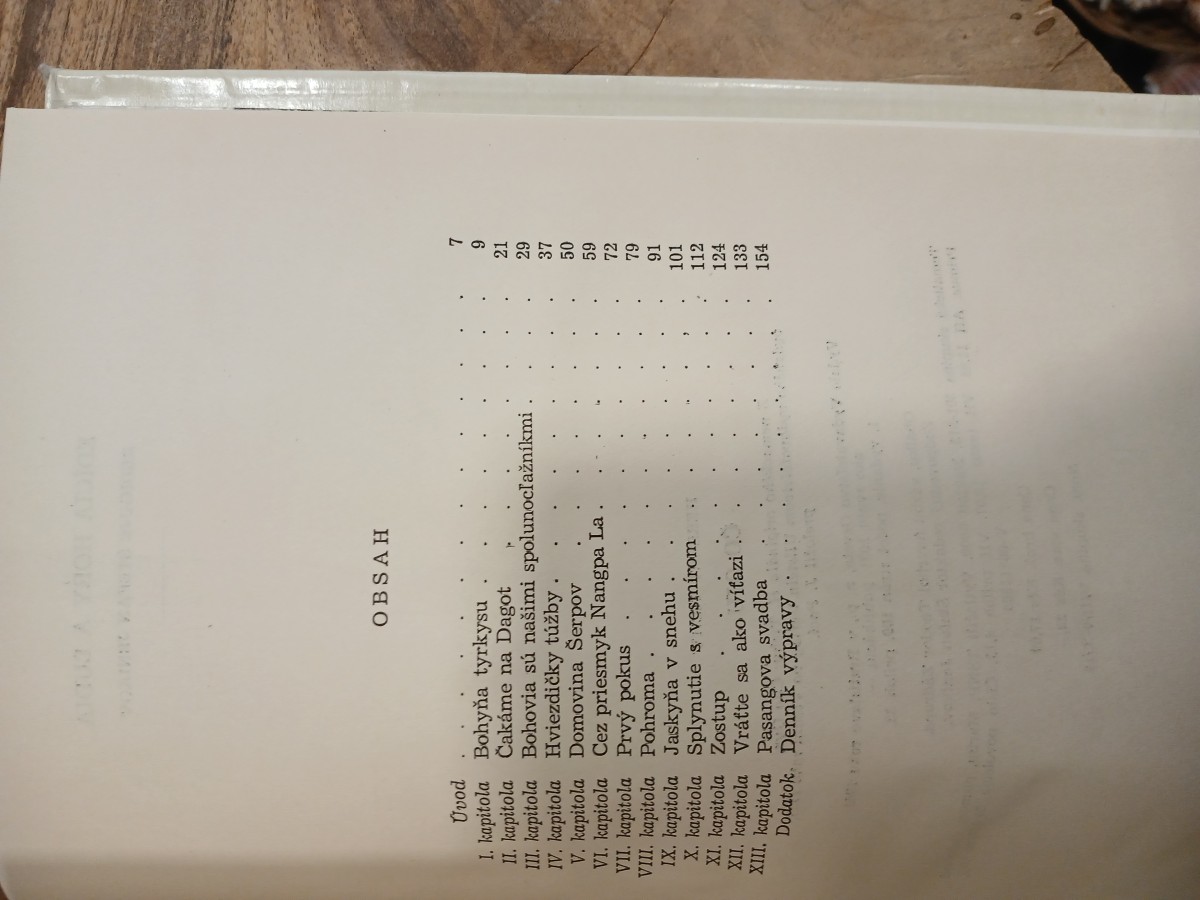 OBSAH
Úvod . . . . . . . . . . . . . . 7
I. kapitola Bohyňa tyrkysu . . . . . . . . . 9
II. kapitola Čakáme na Dagot . . . . . . . . 21
III. kapitola Bohovia sú našimi spolunocľažníkmi . . . . 29
IV. kapitola Hviezdičky túžby . . . . . . . . . 37
V. kapitola Domovina Šerpov . . . . . . . . 50
VI. kapitola Cez priesmyk Nangpa La . . . . . . . 59
VII. kapitola Prvý pokus . . . . . . . . . . 72
VIII. kapitola Pohroma . . . . . . . . . . . 79
IX. kapitola Jaskyňa v snehu . . . . . . . . . 91
X. kapitola Splynutie s vesmírom . . . . . . . 101
XI. kapitola Zostup . . . . . . . . . . . 112
XII. kapitola Vráťte sa ako víťazi . . . . . . . . 124
XIII. kapitola Pasangova svadba . . . . . . . . 133
Dodatok. Denník výpravy . . . . . . . . . 154